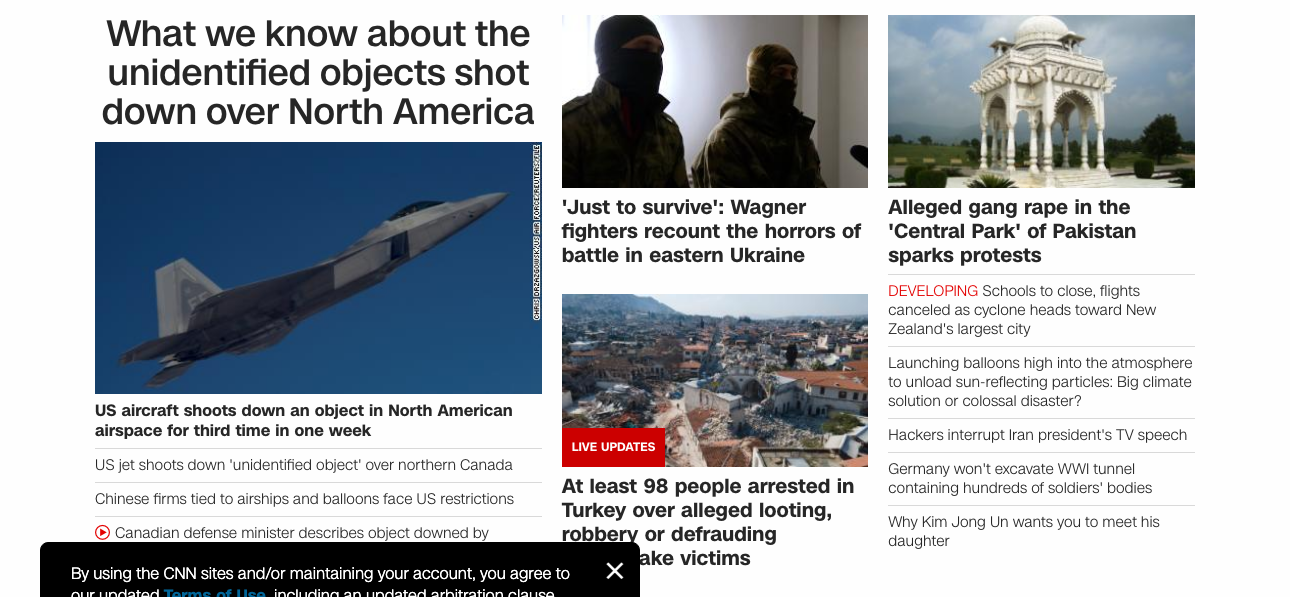 What we know about the
unidentified objects shot
down over North America
CHRIS DRZAZGOWSKI/US AIR FORCE/REUTERS/FILE
US aircraft shoots down an object in North American
airspace for third time in one week
US jet shoots down 'unidentified object' over northern Canada
Chinese firms tied to airships and balloons face US restrictions
Canadian defense minister describes object downed by
'Just to survive': Wagner
fighters recount the horrors of
battle in eastern Ukraine
LIVE UPDATES
At least 98 people arrested in
Turkey over alleged looting,
robbery or defrauding
ake victims
Alleged gang rape in the
'Central Park' of Pakistan
sparks protests
DEVELOPING Schools to close, flights
canceled as cyclone heads toward New
Zealand's largest city
Launching balloons high into the atmosphere
to unload sun-reflecting particles: Big climate
solution or colossal disaster?
Hackers interrupt Iran president's TV speech
Germany won't excavate WWI tunnel
containing hundreds of soldiers' bodies
Why Kim Jong Un wants you to meet his
daughter
By using the CNN sites and/or maintaining your account, you agree to
our updated Terms of Use, including an updated arbitration clause